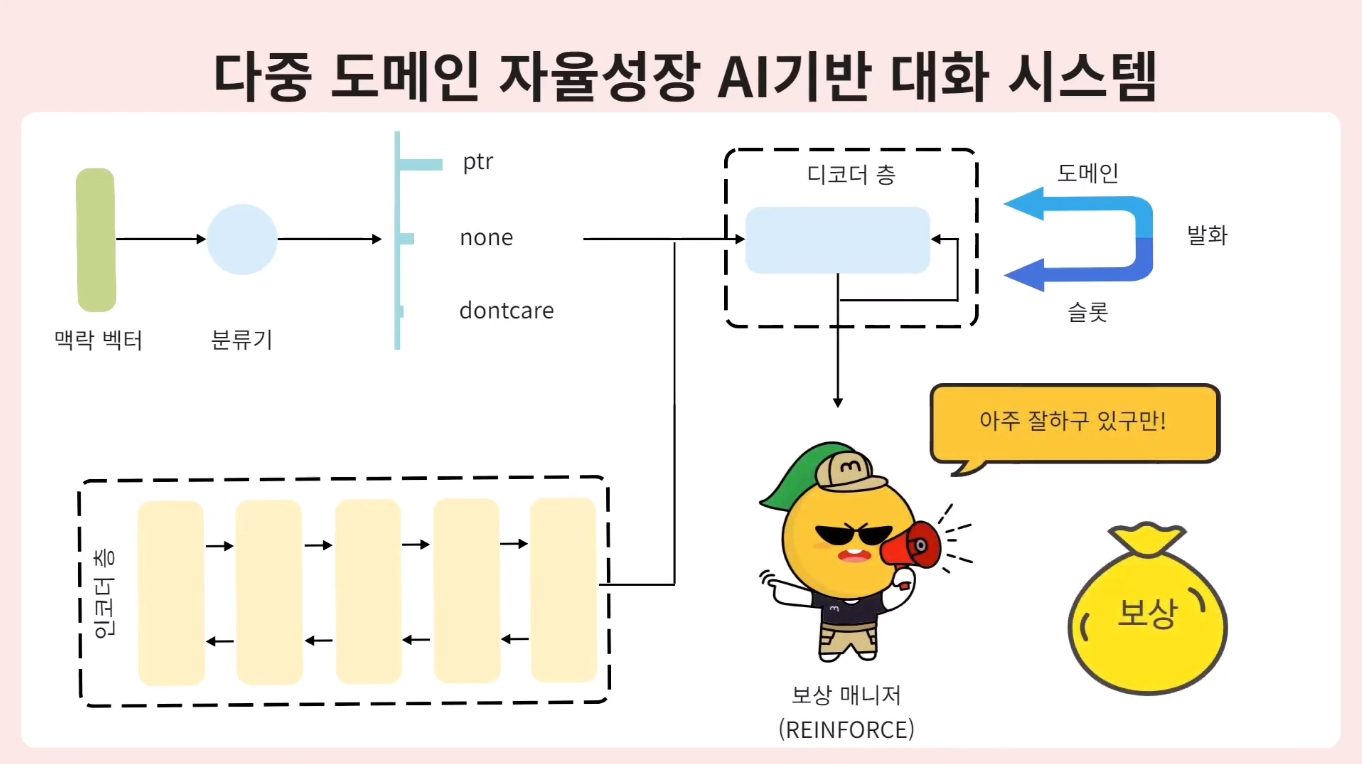 다중 도메인 자율성장 AI기반 대화 시스템
ptr
none
dontcare
맥락 벡터
분류기
디코더 층
도메인
발화
슬롯
인코더 층
아주 잘하구 있구만!
m
m
보상
보상 매니저
(REINFORCE)